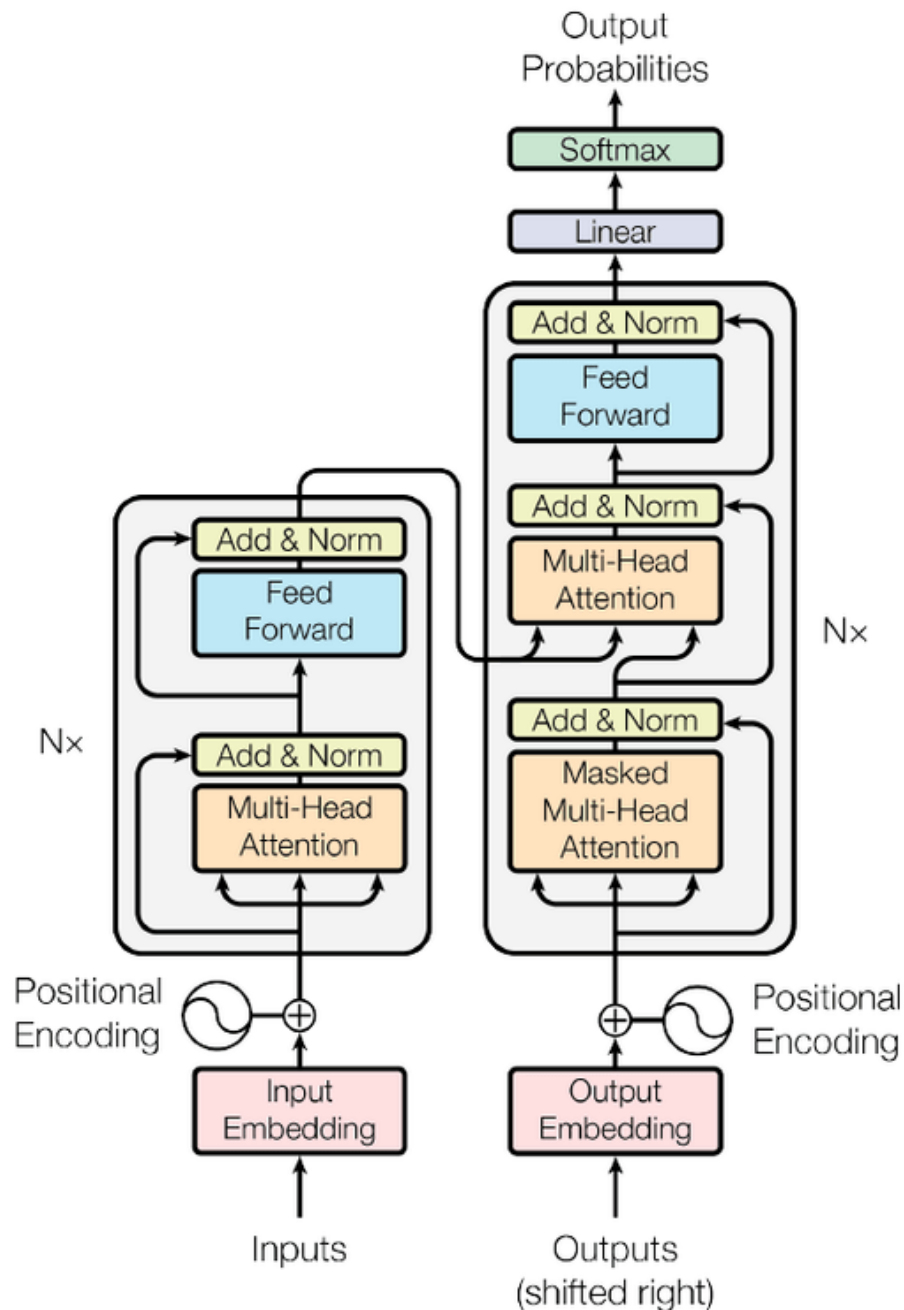 Output
Probabilities
Softmax
Linear
Add & Norm
Feed
Forward
Add & Norm
Multi-Head
Attention
Add & Norm
Masked
Multi-Head
Attention
N×
Add & Norm
Feed
Forward
Add & Norm
Multi-Head
Attention
N×
Positional
Encoding
Positional
Encoding
Input
Embedding
Output
Embedding
Inputs
Outputs
(shifted right)